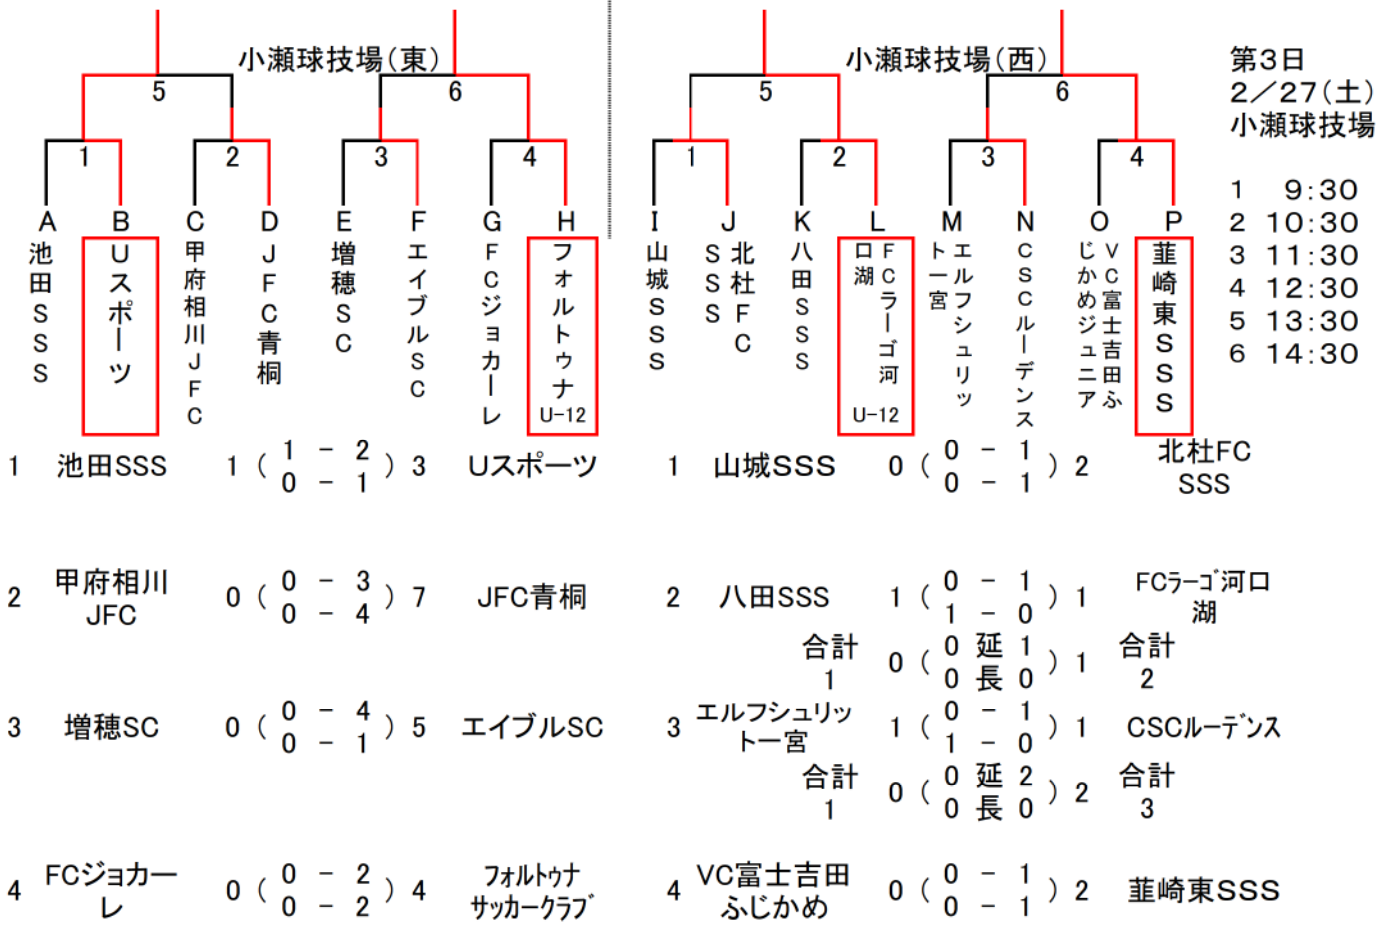 小瀬球技場(東)
小瀬球技場(西)
第3日
2/27(土)
小瀬球技場
5
6
5
6
1
2
3
4
1
2
3
4
1 9:30
2 10:30
3 11:30
4 12:30
5 13:30
6 14:30
A
B
C
D
E
F
G
H
I
J
K
L
M
N
O
P
池田SSS
Uスポーツ
甲府相川JFC
JFC青桐
増穂SC
エイブルSC
FCジョカーレ
フォルトゥナ
U-12
山城SSS
北杜FC
SSS
八田SSS
FCラーゴ河
口湖
U-12
エルフシュリッ
トー宮
CSCルーデンス
VC富士吉田ふ
じかめジュニア
韮崎東SSS
1 池田SSS 1 ( 1 - 2
0 - 1 ) 3 Uスポーツ
2 甲府相川
JFC 0 ( 0 - 3
0 - 4 ) 7 JFC青桐
3 増穂SC 0 ( 0 - 4
0 - 1 ) 5 エイブルSC
4 FCジョカー
レ 0 ( 0 - 2
0 - 2 ) 4 フォルトゥナ
サッカークラブ
1 山城SSS 0 ( 0 - 1
0 - 1 ) 2 北杜FC
SSS
2 八田SSS 1 ( 0 - 1
1 - 0 ) 1 FCラーゴ河口
湖
合計
1 0 ( 0 延 1
0 長 0 ) 1 合計
2
3 エルフシュリッ
トー宮 1 ( 0 - 1
1 - 0 ) 1 CSCルーデンス
合計
1 0 ( 0 延 2
0 長 0 ) 2 合計
3
4 VC富士吉田
ふじかめ 0 ( 0 - 1
0 - 1 ) 2 韮崎東SSS